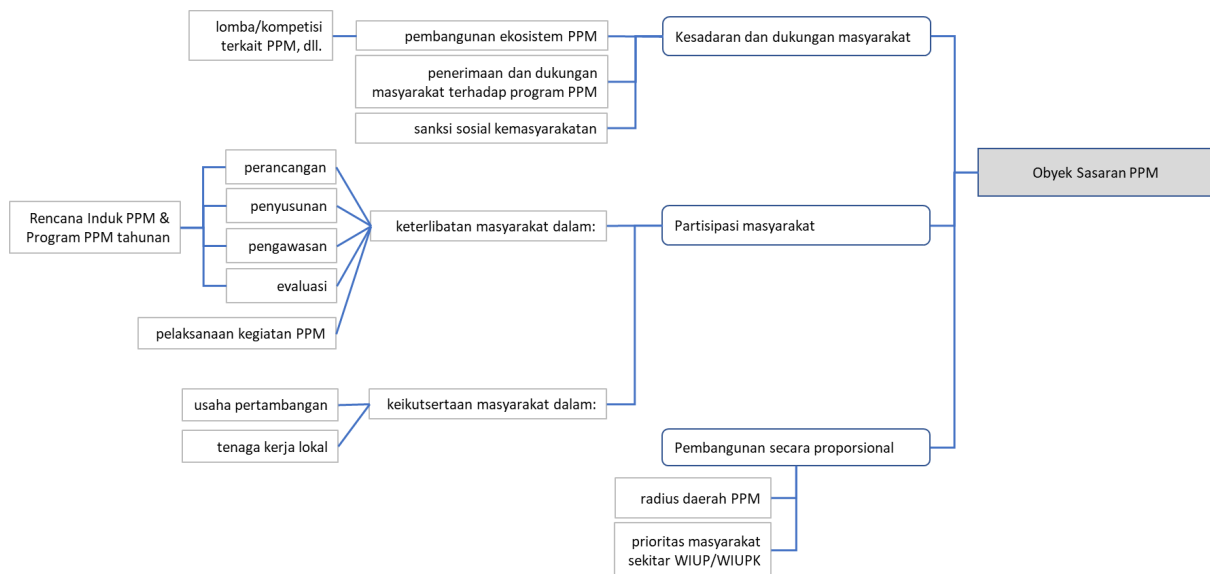 lomba/kompetisi
terkait PPM, dll.
pembangunan ekosistem PPM
Kesadaran dan dukungan masyarakat
penerimaan dan dukungan
masyarakat terhadap program PPM
sanksi sosial kemasyarakatan
Obyek Sasaran PPM
perancangan
penyusunan
pengawasan
evaluasi
Rencana Induk PPM &
Program PPM tahunan
keterlibatan masyarakat dalam:
Partisipasi masyarakat
pelaksanaan kegiatan PPM
usaha pertambangan
tenaga kerja lokal
keikutsertaan masyarakat dalam:
Pembangunan secara proporsional
radius daerah PPM
prioritas masyarakat
sekitar WIUP/WIUPK